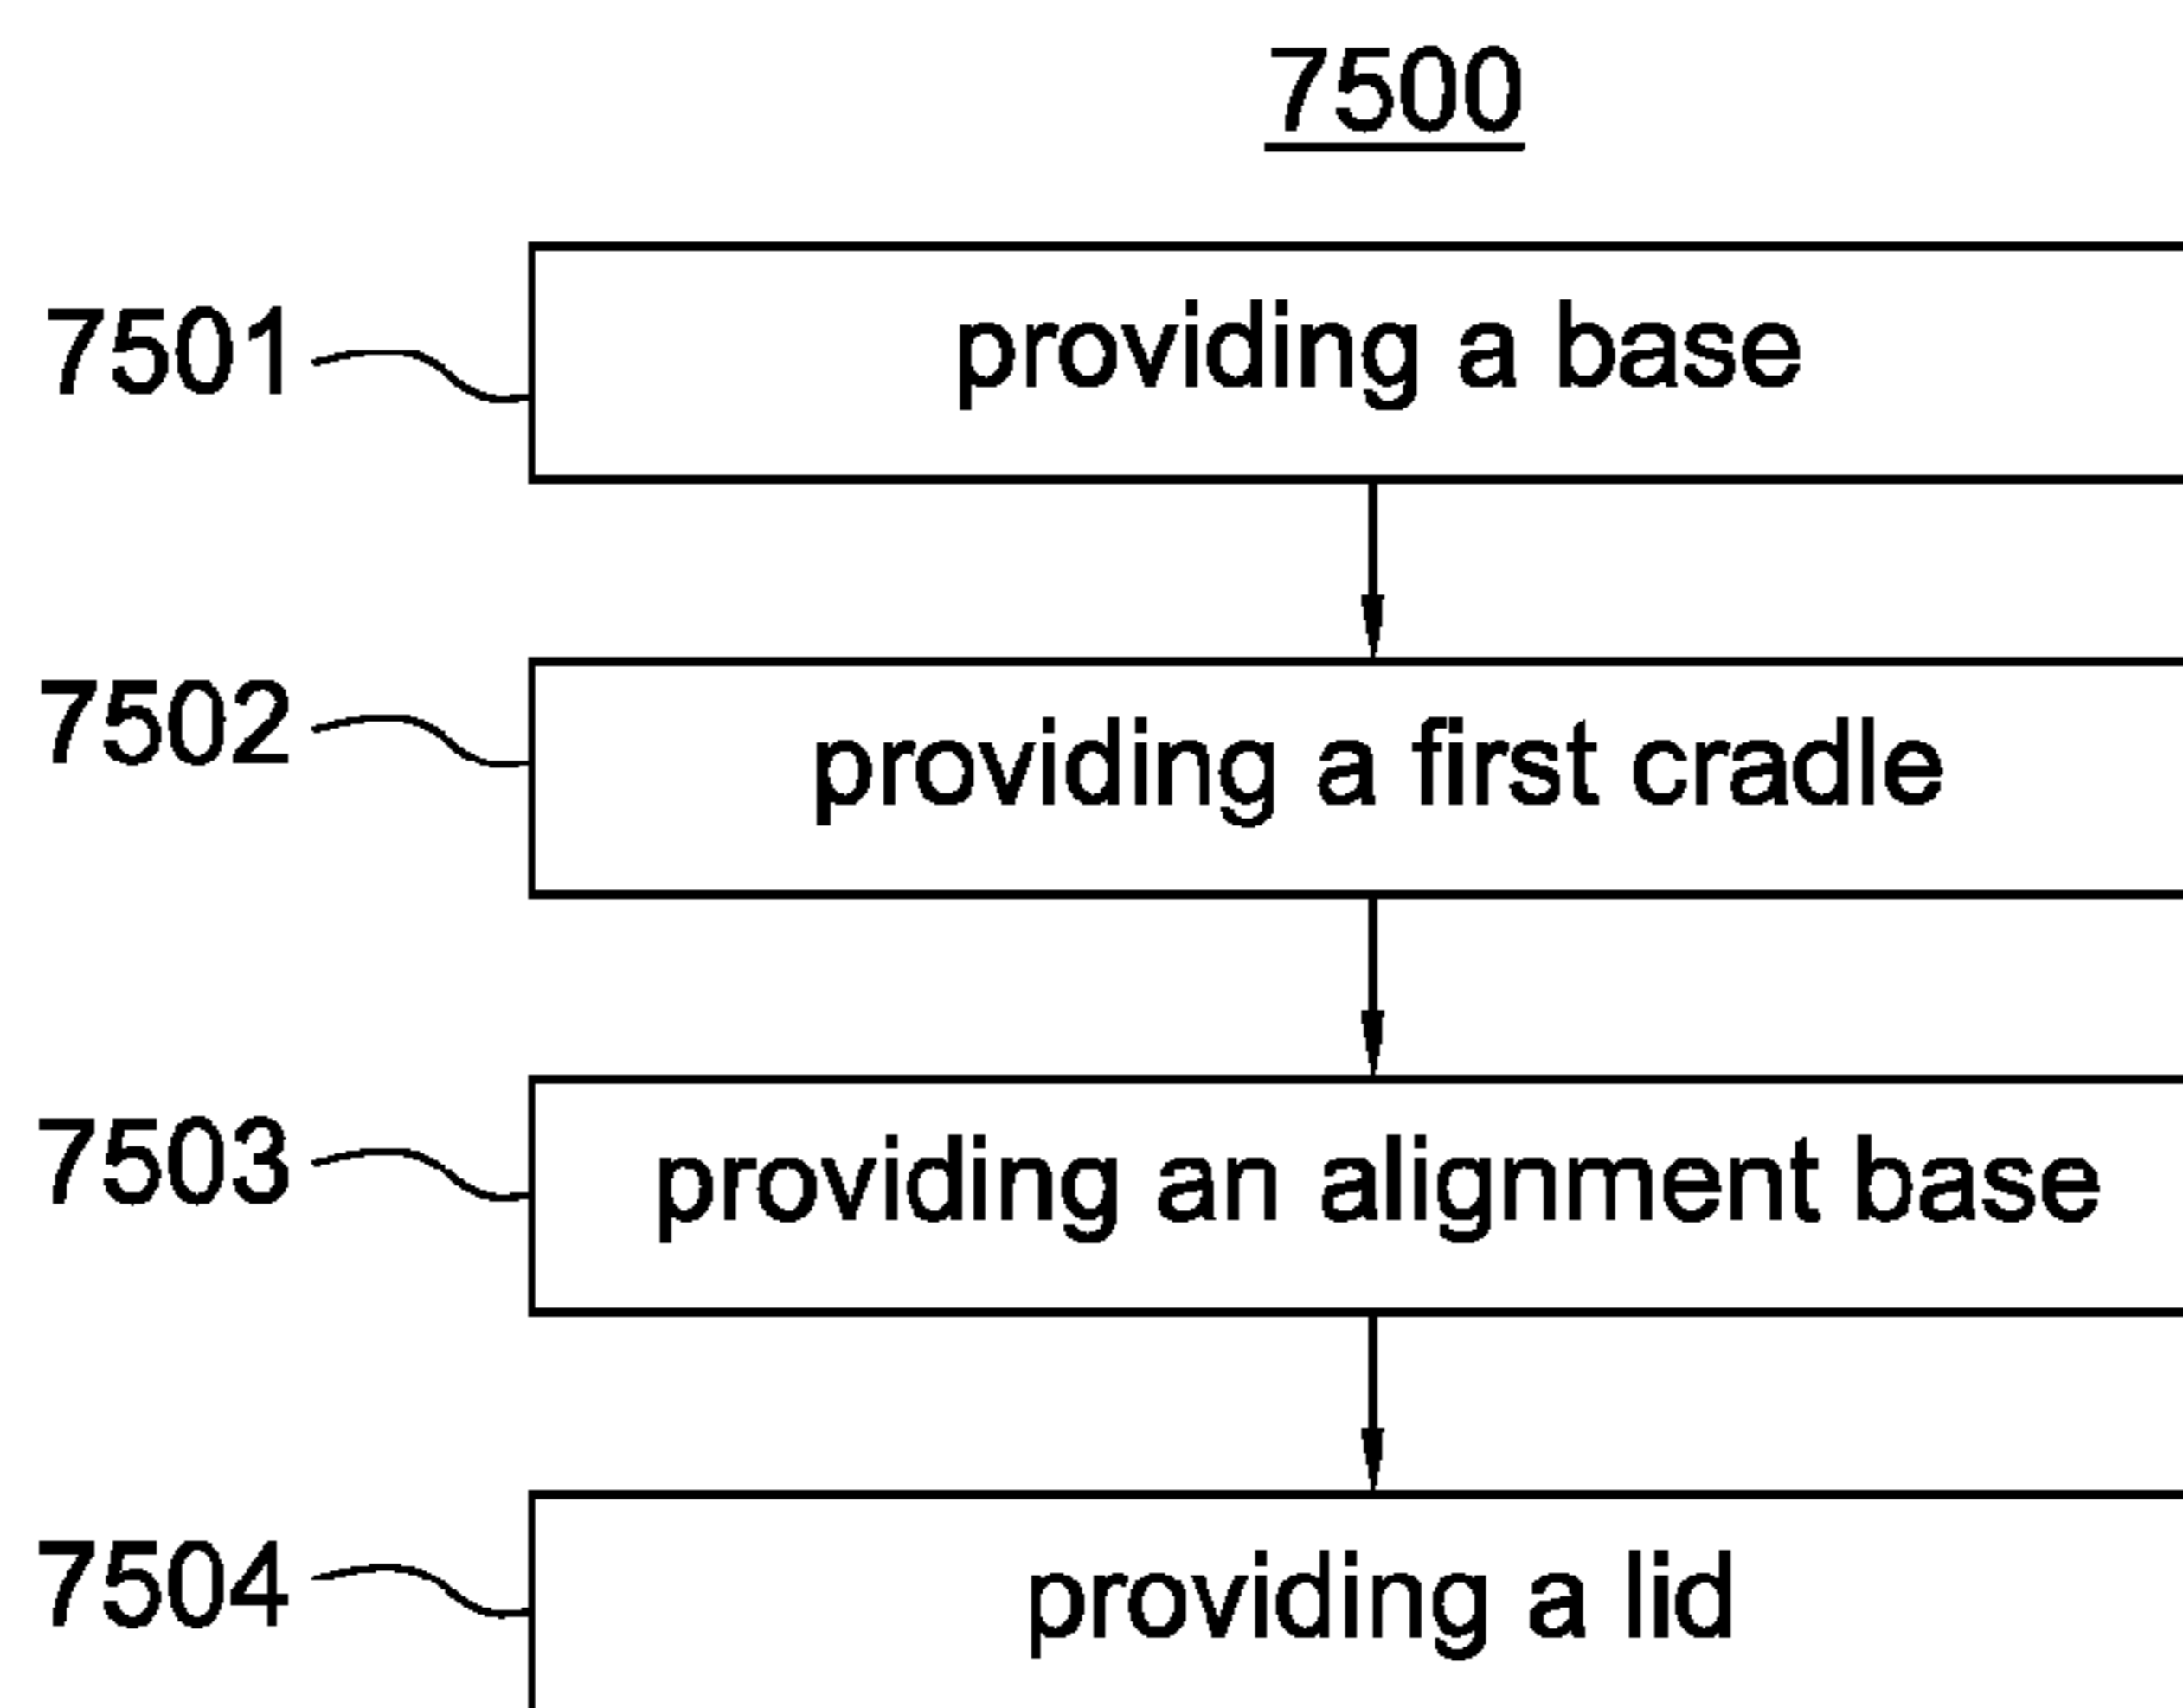 7500
7501 providing a base
7502 providing a first cradle
7503 providing an alignment base
7504 providing a lid